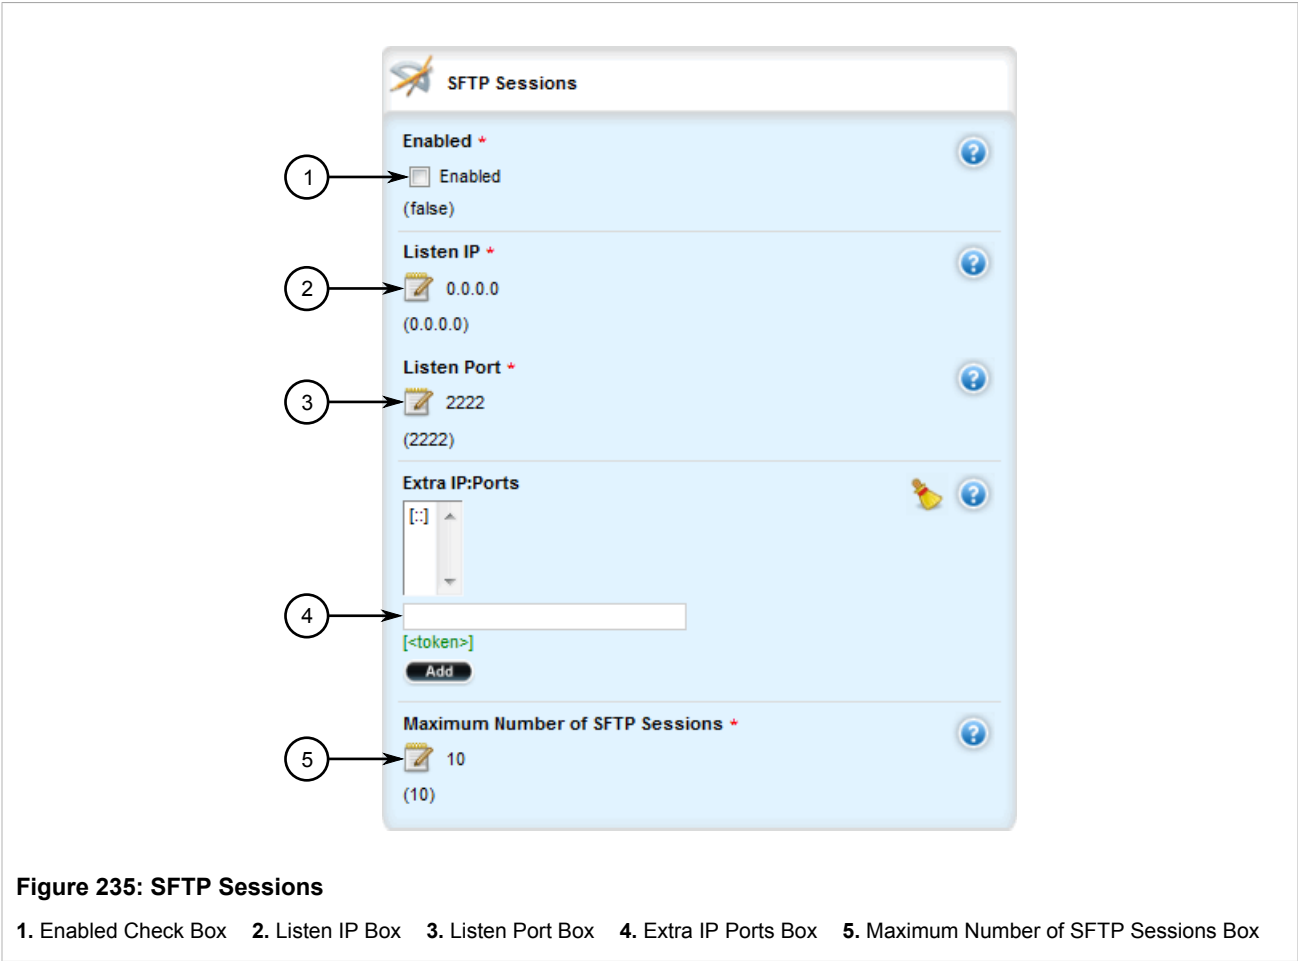 SFTP Sessions
Enabled *
1
Enabled
(false)
Listen IP *
2
0.0.0.0
(0.0.0.0)
Listen Port *
3
2222
(2222)
Extra IP:Ports
[::]
4
[<token>]
Add
Maximum Number of SFTP Sessions *
5
10
(10)
Figure 235: SFTP Sessions
1. Enabled Check Box 2. Listen IP Box 3. Listen Port Box 4. Extra IP Ports Box 5. Maximum Number of SFTP Sessions Box